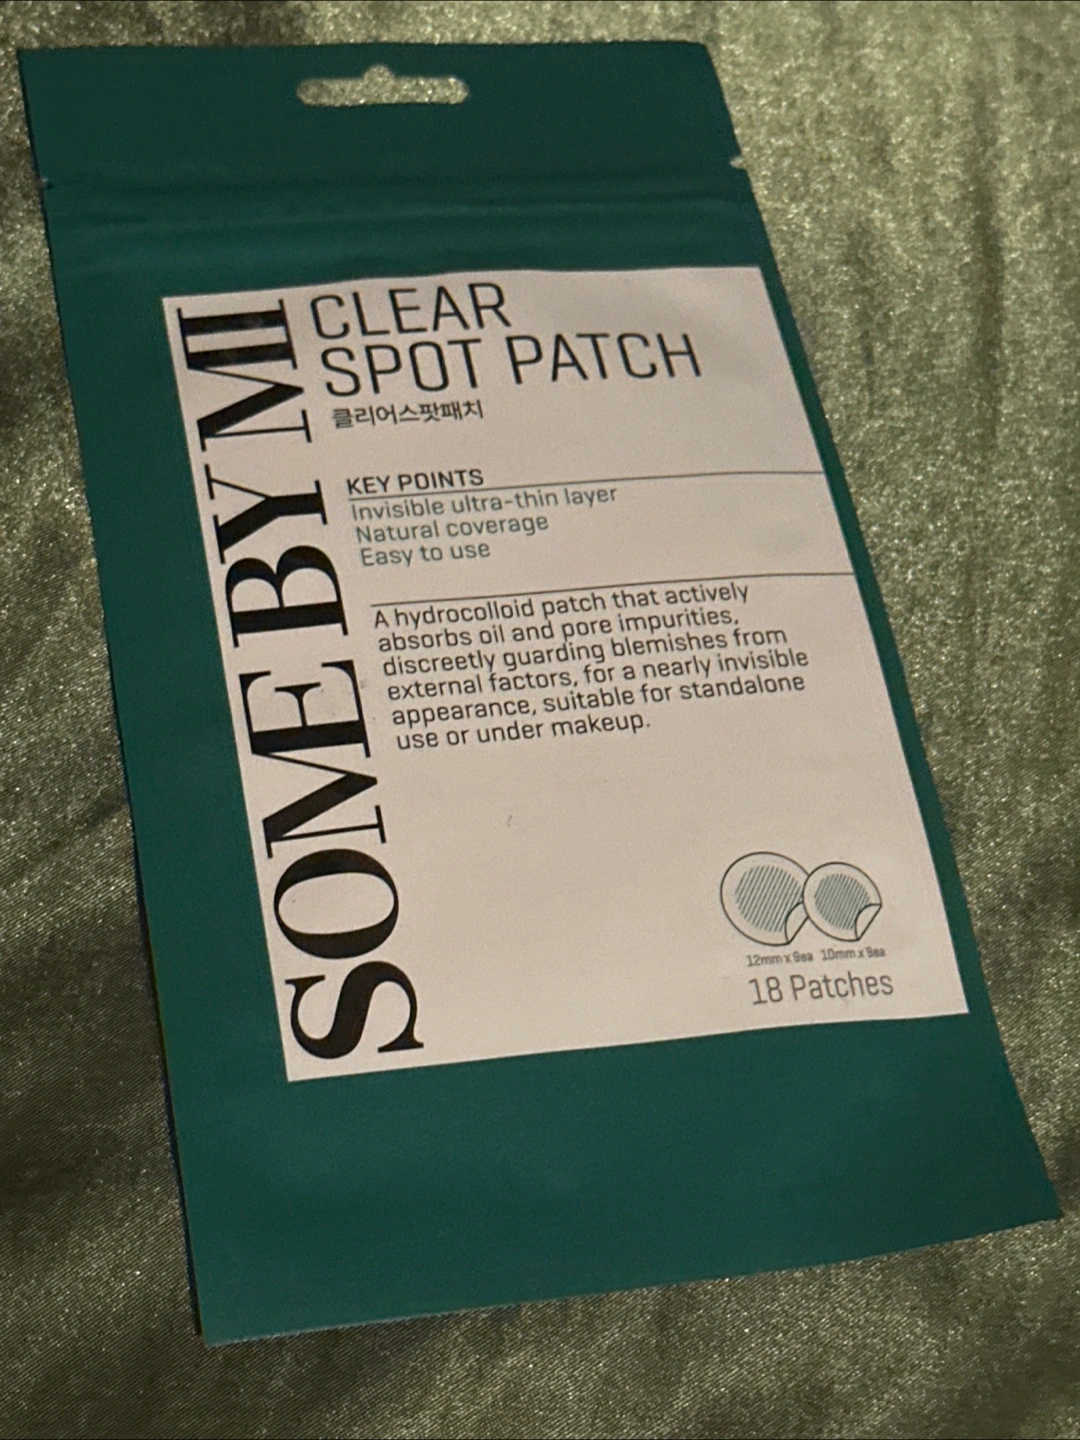 SOME BY MI
CLEAR
SPOT PATCH
클리어스팟패치
KEY POINTS
Invisible ultra-thin layer
Natural coverage
Easy to use
A hydrocolloid patch that actively
absorbs oil and pore impurities,
discreetly guarding blemishes from
external factors, for a nearly invisible
appearance, suitable for standalone
use or under makeup.
12mm x 9ea 10mm x 9ea
18 Patches